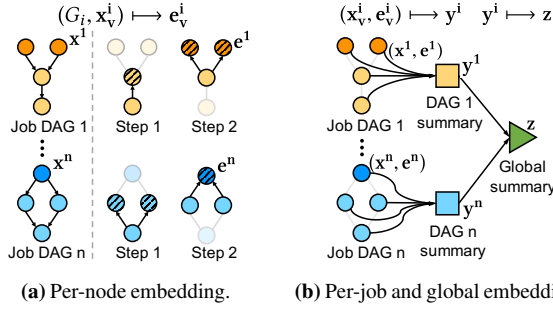 (G_i, x_v^i) ⟼ e_v^i
x^1
e^1
Job DAG 1
Step 1
Step 2
x^n
e^n
Job DAG n
Step 1
Step 2
(a) Per-node embedding.
(x_v^i, e_v^i) ⟼ y^i
y^i ⟼ z
(x^1, e^1)
y^1
DAG 1
summary
Job DAG 1
z
Global
summary
(x^n, e^n)
y^n
DAG n
summary
Job DAG n
(b) Per-job and global embeddi